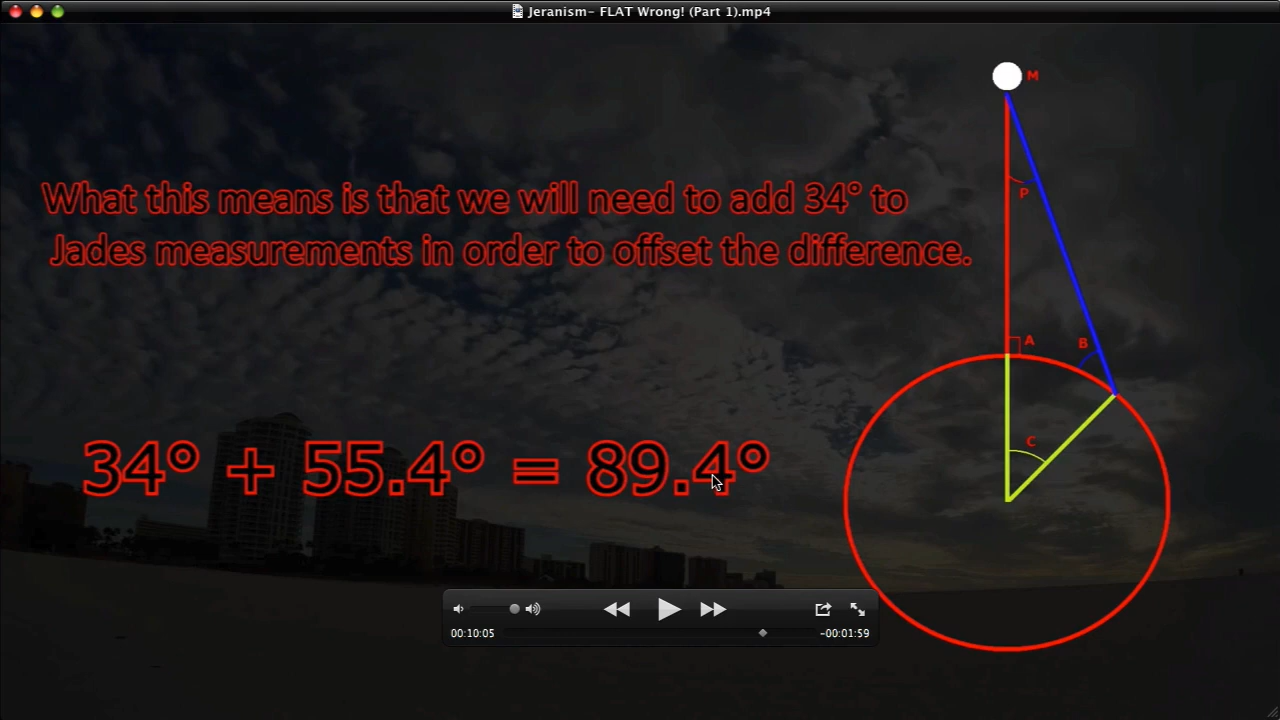 Jeranism- FLAT Wrong! (Part 1).mp4
M
What this means is that we will need to add 34° to
Jades measurements in order to offset the difference.
P
A
B
34° + 55.4° = 89.4°
C
00:10:05
-00:01:59